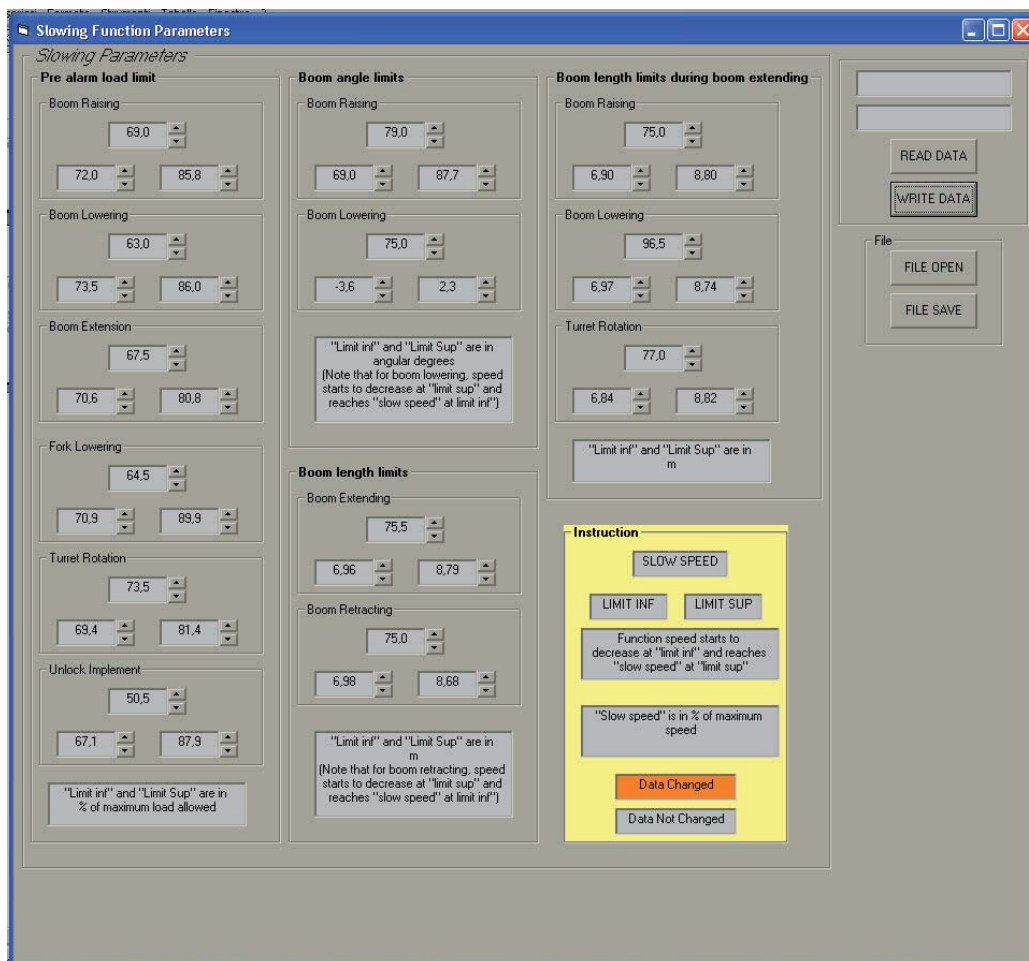 Slowing Function Parameters
Slowing Parameters
Pre alarm load limit
Boom Raising
69,0
72,0 85,8
Boom Lowering
63,0
73,5 86,0
Boom Extension
67,5
70,6 80,8
Fork Lowering
64,5
70,9 89,9
Turret Rotation
73,5
69,4 81,4
Unlock Implement
50,5
67,1 87,9
"Limit inf" and "Limit Sup" are in
% of maximum load allowed
Boom angle limits
Boom Raising
79,0
69,0 87,7
Boom Lowering
75,0
-3,6 2,3
"Limit inf" and "Limit Sup" are in
angular degrees
(Note that for boom lowering, speed
starts to decrease at "limit sup" and
reaches "slow speed" at limit inf")
Boom length limits
Boom Extending
75,5
6,96 8,79
Boom Retracting
75,0
6,98 8,68
"Limit inf" and "Limit Sup" are in
m
(Note that for boom retracting, speed
starts to decrease at "limit sup" and
reaches "slow speed" at limit inf")
Boom length limits during boom extending
Boom Raising
75,0
6,90 8,80
Boom Lowering
96,5
6,97 8,74
Turret Rotation
77,0
6,84 8,82
"Limit inf" and "Limit Sup" are in
m
Instruction
SLOW SPEED
LIMIT INF LIMIT SUP
Function speed starts to
decrease at "limit inf" and reaches
"slow speed" at "limit sup"
"Slow speed" is in % of maximum
speed
Data Changed
Data Not Changed
READ DATA
WRITE DATA
File
FILE OPEN
FILE SAVE